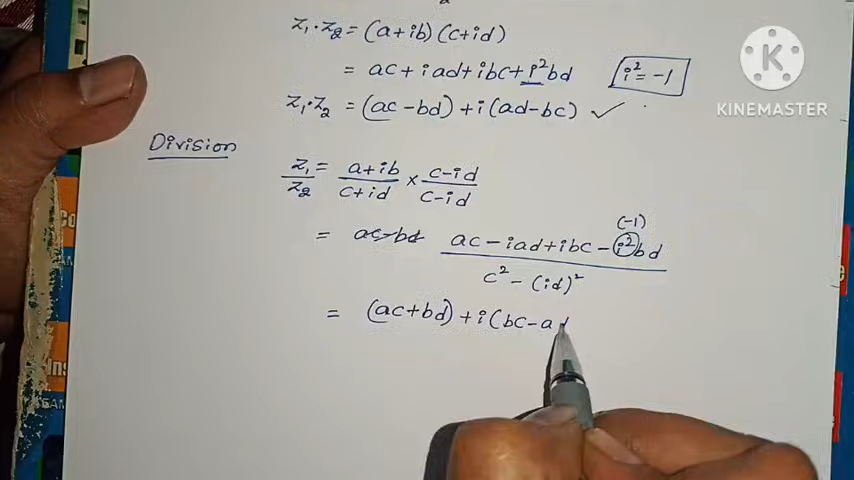 z₁·z₂ = (a+ib)(c+id)
= ac+iad+ibc+i²bd    i²=-1
z₁·z₂ = (ac-bd)+i(ad-bc) ✓
KINEMASTER
Division
z₁/z₂ = (a+ib)/(c+id) × (c-id)/(c-id)
(-1)
= ac-bd (ac-iad+ibc-i²bd)/(c²-(id)²)
= (ac+bd)+i(bc-ad